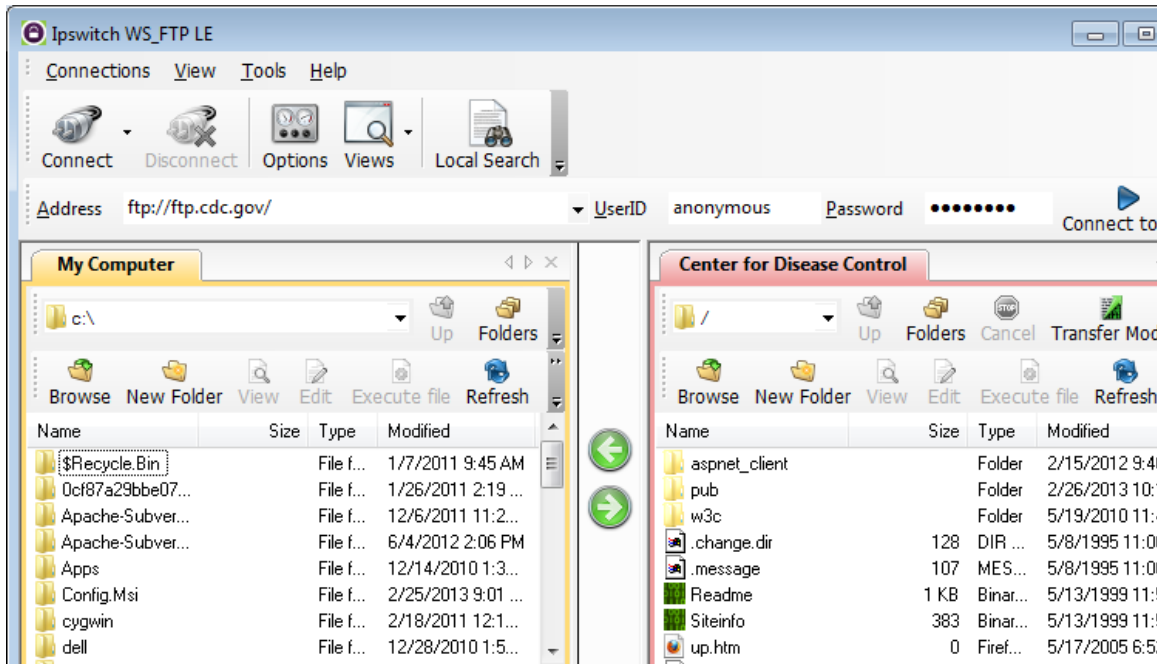 Ipswitch WS_FTP LE
Connections View Tools Help
Connect Disconnect Options Views Local Search
Address ftp://ftp.cdc.gov/ UserID anonymous Password ●●●●●●●● Connect to
My Computer
c:\ Up Folders
Browse New Folder View Edit Execute file Refresh
Name Size Type Modified
$Recycle.Bin File f... 1/7/2011 9:45 AM
0cf87a29bbe07... File f... 1/26/2011 2:19 ...
Apache-Subver... File f... 12/6/2011 11:2...
Apache-Subver... File f... 6/4/2012 2:06 PM
Apps File f... 12/14/2010 1:3...
Config.Msi File f... 2/25/2013 9:01 ...
cygwin File f... 2/18/2011 12:1...
dell File f... 12/28/2010 1:5...
Center for Disease Control
/ Up Folders STOP Cancel Transfer Mod
Browse New Folder View Edit Execute file Refresh
Name Size Type Modified
aspnet_client Folder 2/15/2012 9:4
pub Folder 2/26/2013 10:
w3c Folder 5/19/2010 11:
.change.dir 128 DIR ... 5/8/1995 11:0
.message 107 MES... 5/8/1995 11:0
Readme 1 KB Binar... 5/13/1999 11:
Siteinfo 383 Binar... 5/13/1999 11:
up.htm 0 Firef... 5/17/2005 6:5